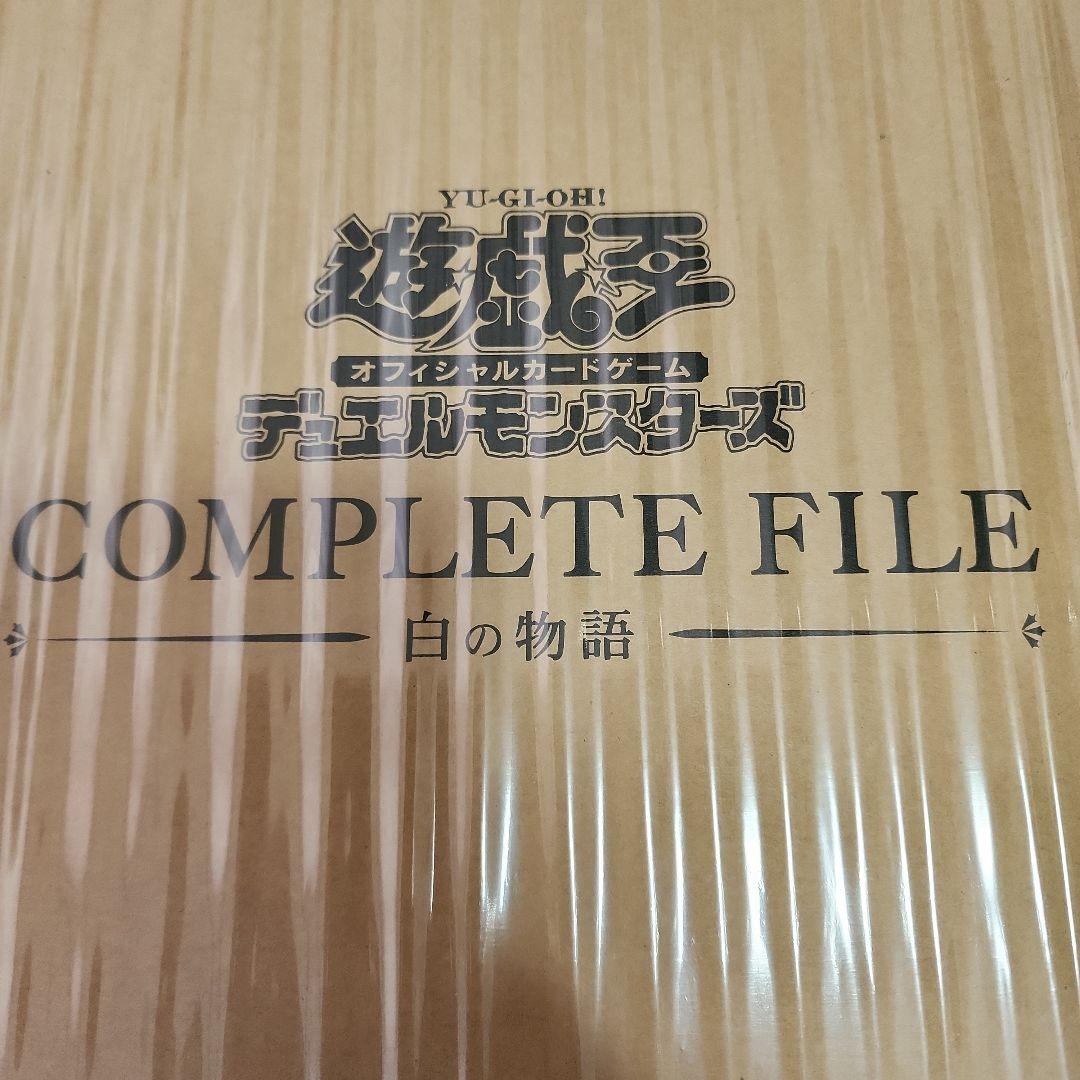 YU-GI-OH!
遊戯王
オフィシャルカードゲーム
デュエルモンスターズ
COMPLETE FILE
白の物語